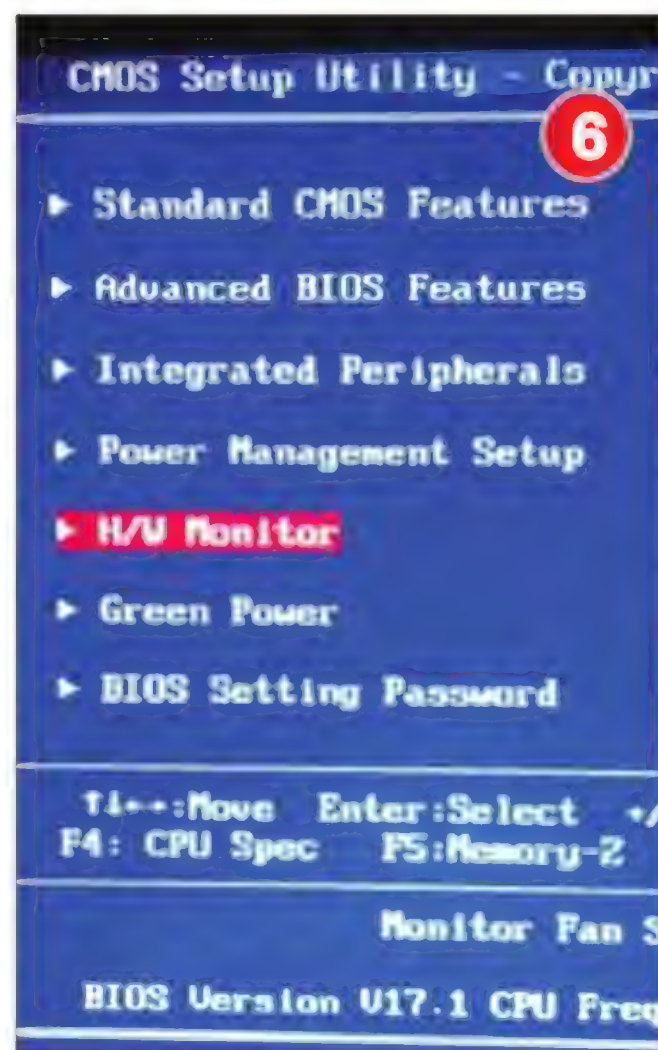 CMOS Setup Utility - Copyr
6
► Standard CMOS Features
► Advanced BIOS Features
► Integrated Peripherals
► Power Management Setup
► H/W Monitor
► Green Power
► BIOS Setting Password
↑↓←→:Move Enter:Select +/
F4: CPU Spec F5:Memory-Z
Monitor Fan S
BIOS Version V17.1 CPU Freq